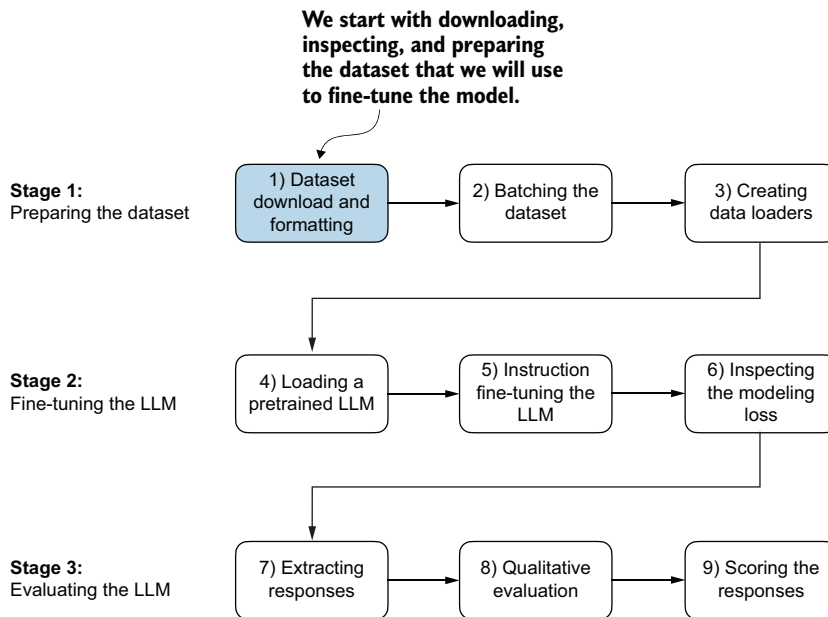 We start with downloading,
inspecting, and preparing
the dataset that we will use
to fine-tune the model.
Stage 1:
Preparing the dataset
1) Dataset
download and
formatting
2) Batching the
dataset
3) Creating
data loaders
Stage 2:
Fine-tuning the LLM
4) Loading a
pretrained LLM
5) Instruction
fine-tuning the
LLM
6) Inspecting
the modeling
loss
Stage 3:
Evaluating the LLM
7) Extracting
responses
8) Qualitative
evaluation
9) Scoring the
responses